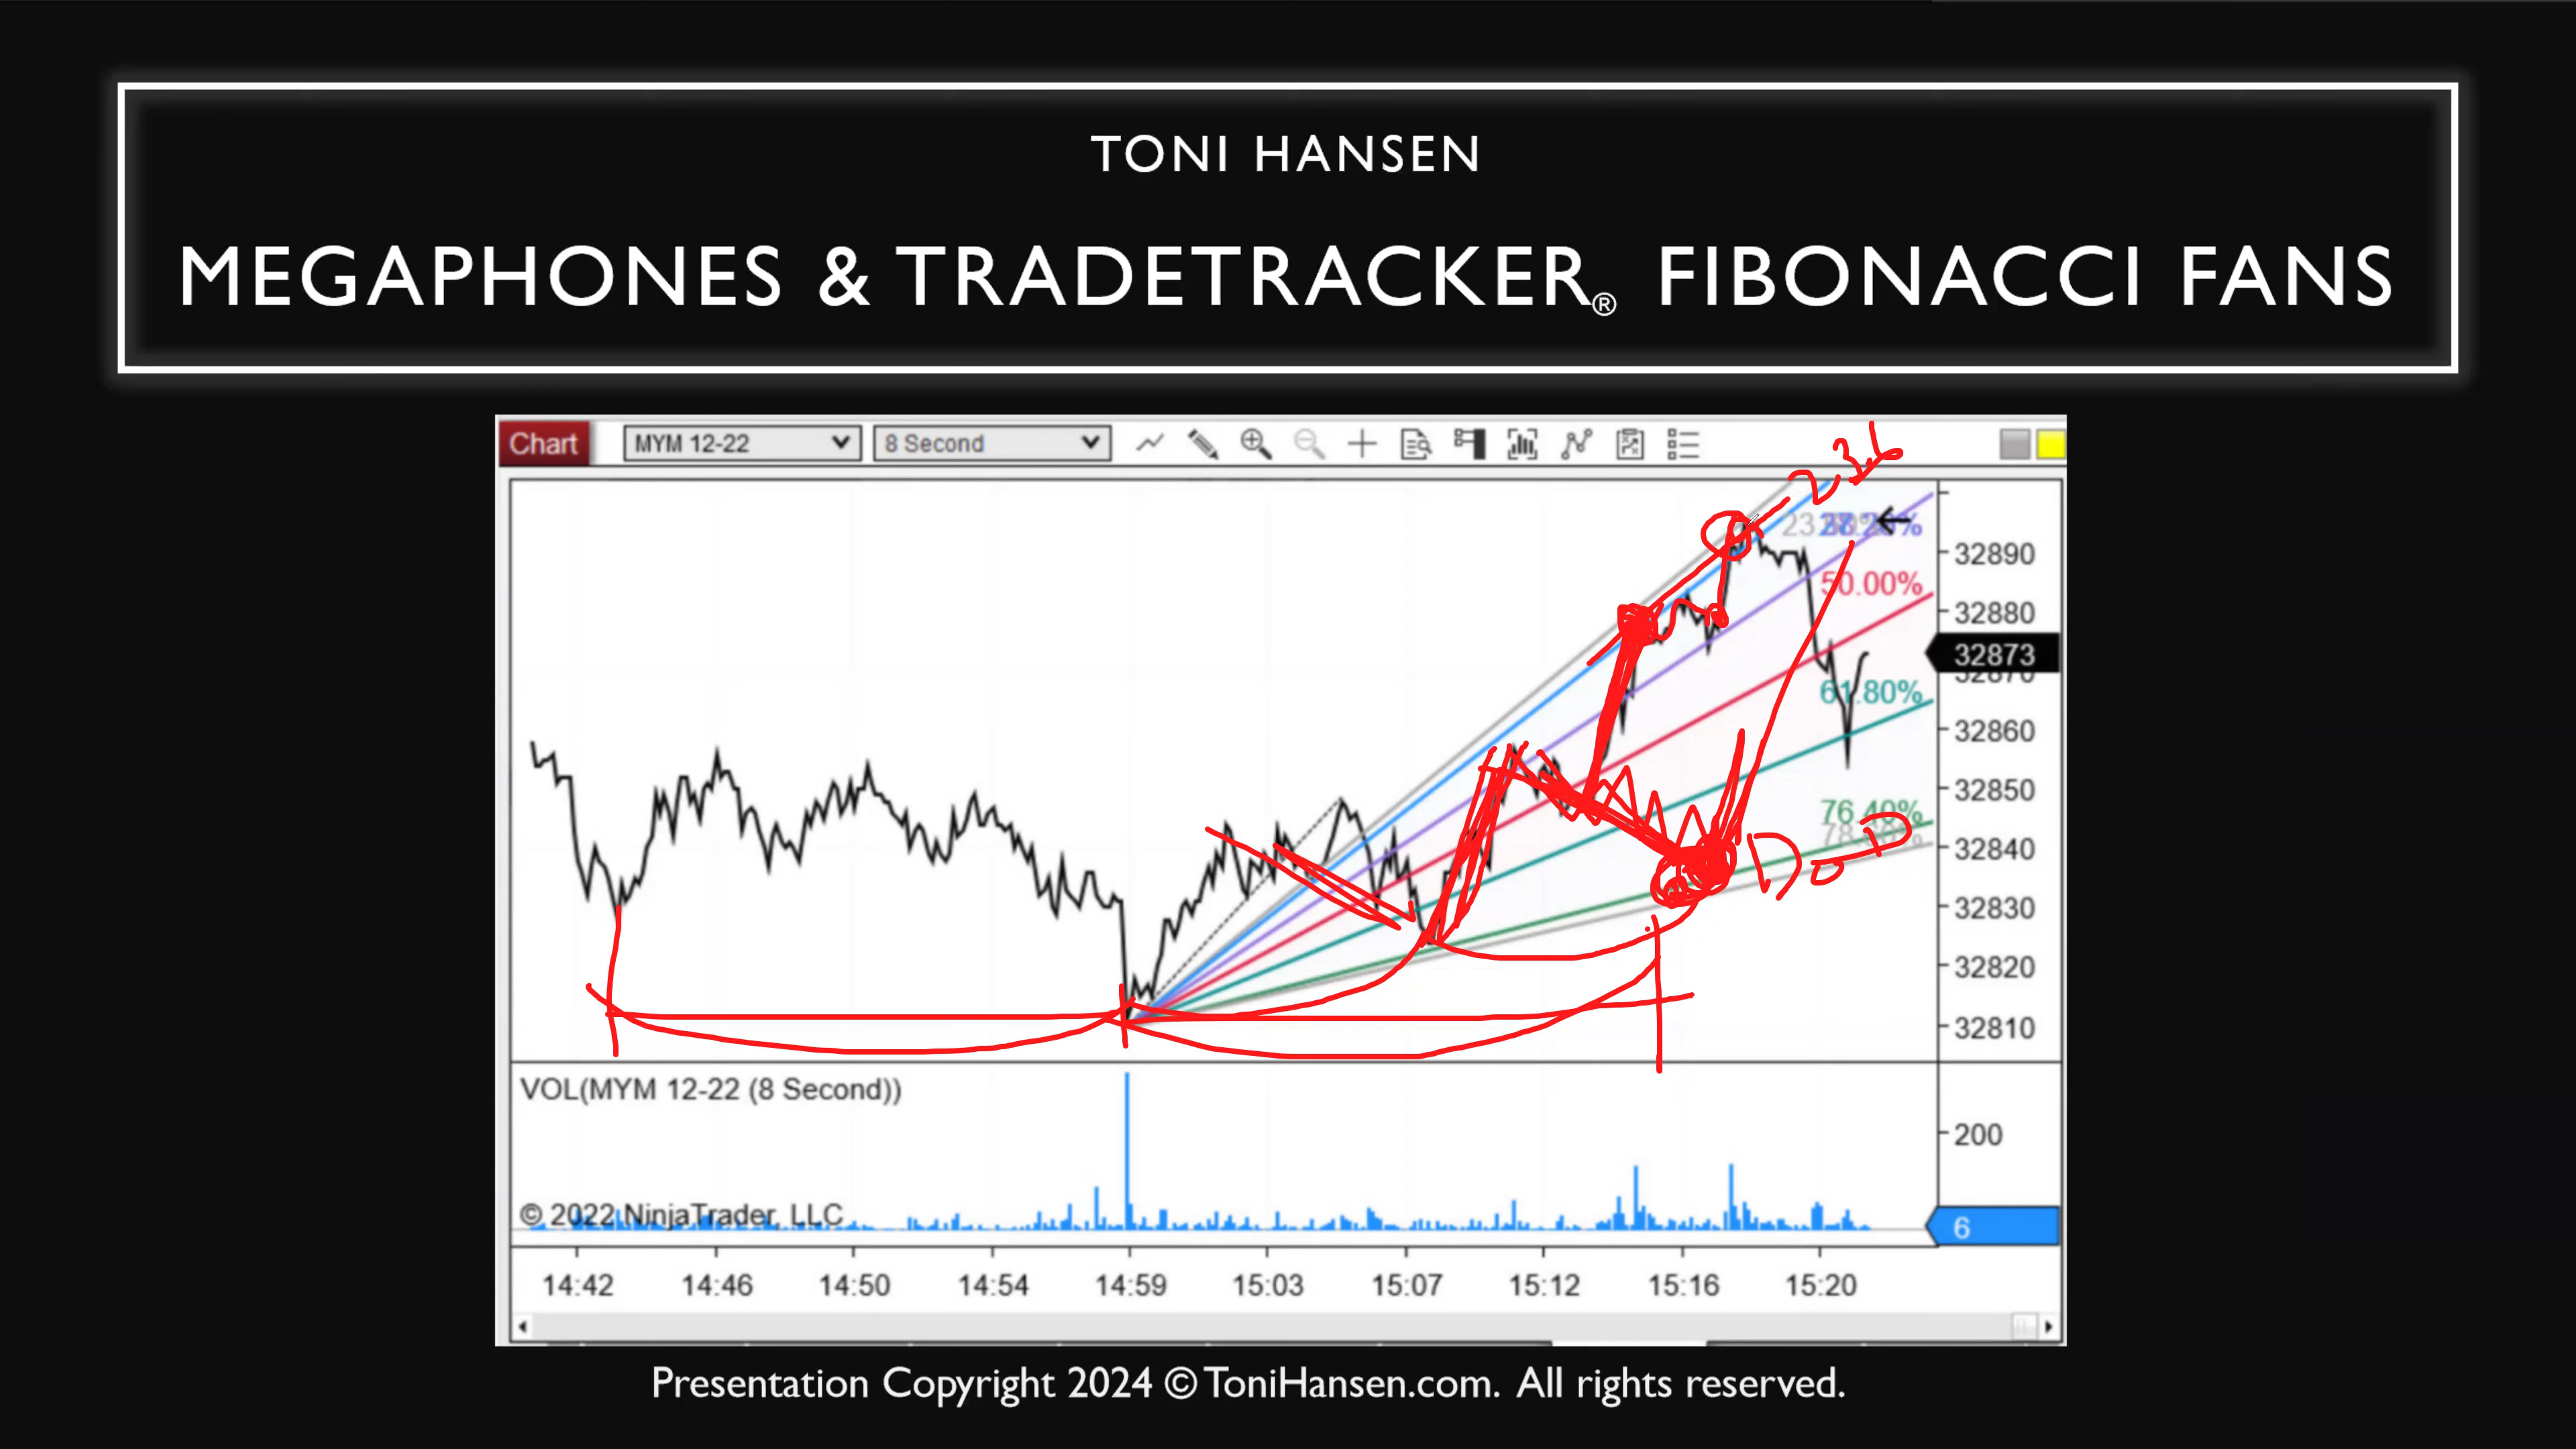 TONI HANSEN
MEGAPHONES & TRADETRACKER® FIBONACCI FANS
Chart MYM 12-22 8 Second
2.36
50.00%
61.80%
76.40%
32890
32880
32873
32870
32860
32850
32840
32830
32820
32810
VOL(MYM 12-22 (8 Second))
200
© 2022 NinjaTrader, LLC
6
14:42 14:46 14:50 14:54 14:59 15:03 15:07 15:12 15:16 15:20
Presentation Copyright 2024 © ToniHansen.com. All rights reserved.